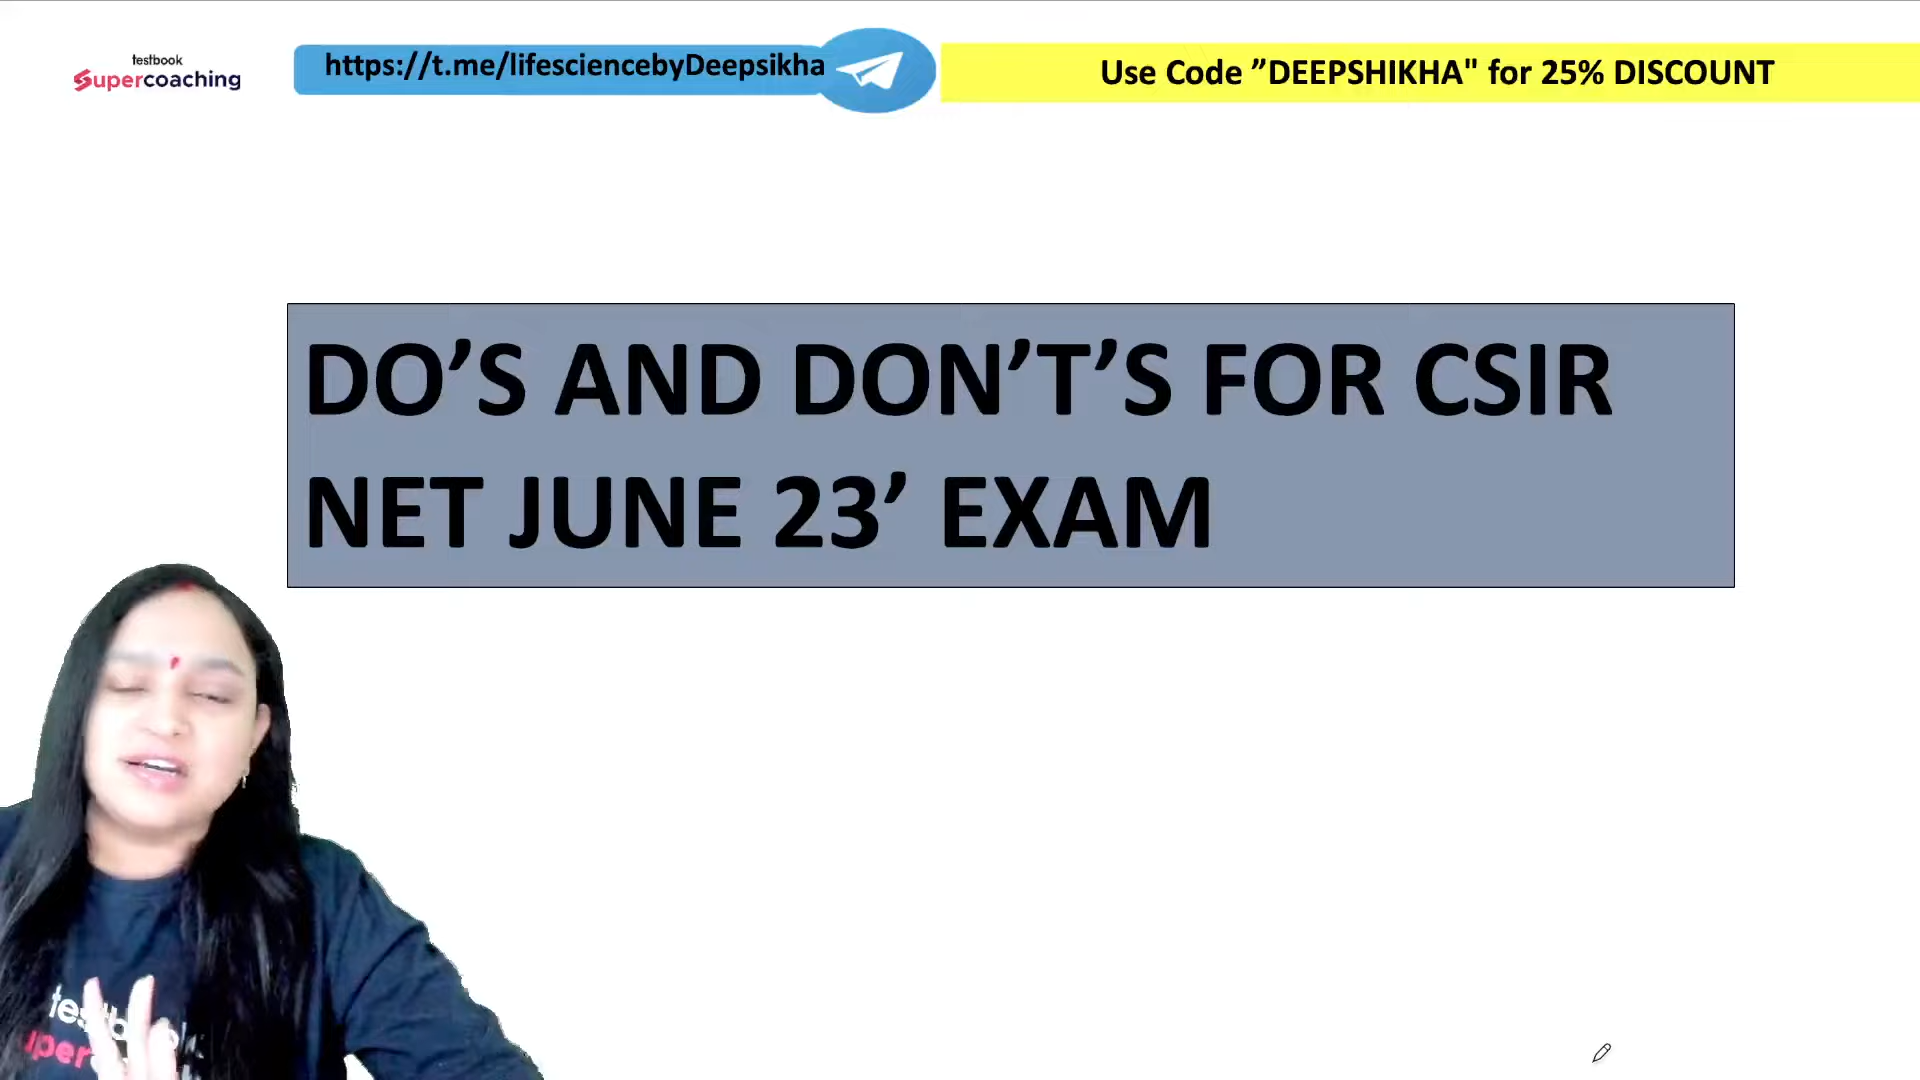 testbook
Supercoaching
https://t.me/lifesciencebyDeepsikha
Use Code ”DEEPSHIKHA" for 25% DISCOUNT
DO’S AND DON’T’S FOR CSIR
NET JUNE 23’ EXAM